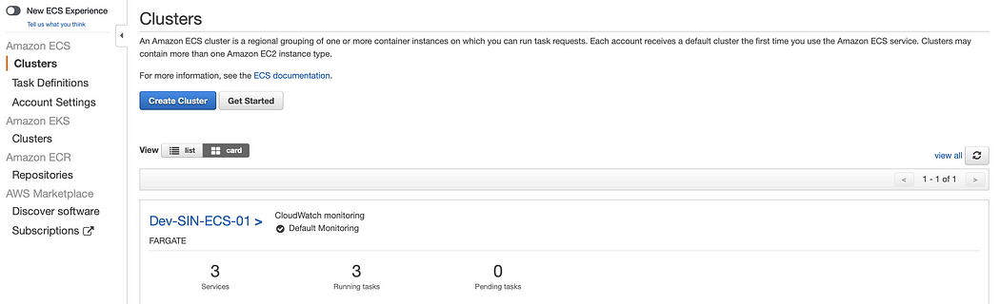 New ECS Experience
Tell us what you think
Amazon ECS
Clusters
Task Definitions
Account Settings
Amazon EKS
Clusters
Amazon ECR
Repositories
AWS Marketplace
Discover software
Subscriptions
Clusters
An Amazon ECS cluster is a regional grouping of one or more container instances on which you can run task requests. Each account receives a default cluster the first time you use the Amazon ECS service. Clusters may
contain more than one Amazon EC2 instance type.
For more information, see the ECS documentation.
Create Cluster Get Started
View list card view all
< 1 - 1 of 1 >
Dev-SIN-ECS-01 > CloudWatch monitoring
Default Monitoring
FARGATE
3 3 0
Services Running tasks Pending tasks